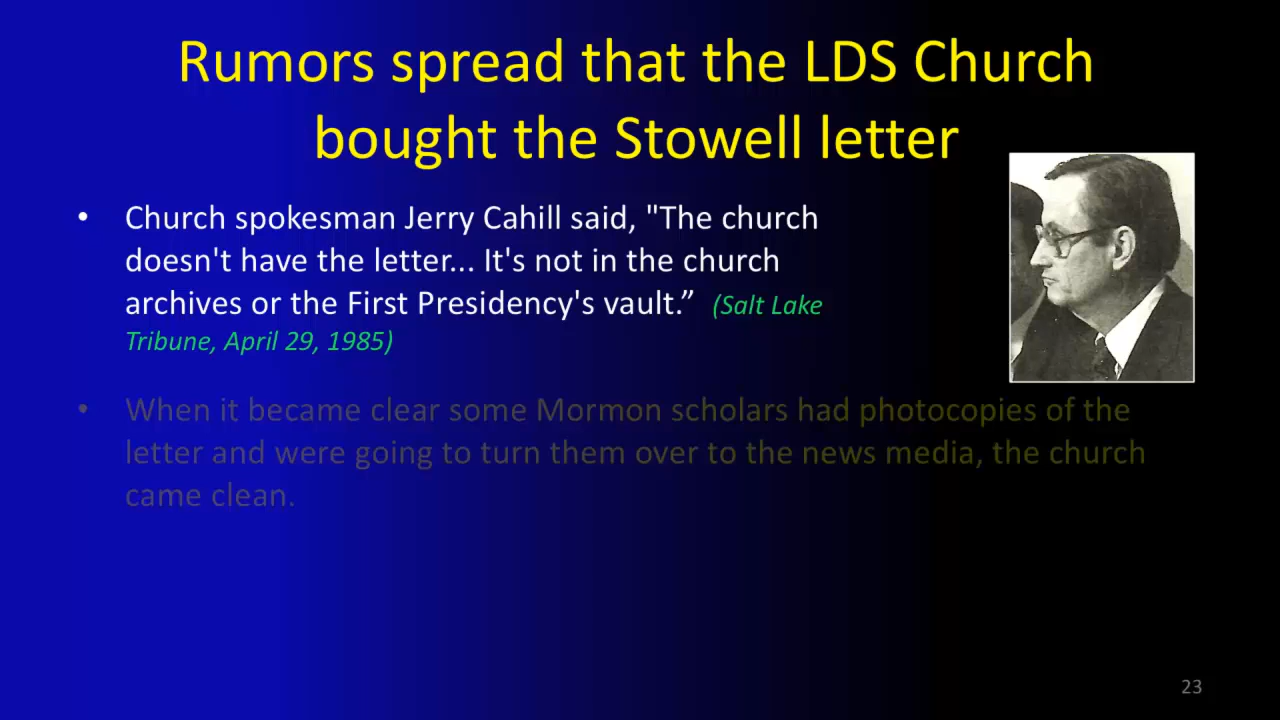 Rumors spread that the LDS Church
bought the Stowell letter
• Church spokesman Jerry Cahill said, "The church
doesn't have the letter... It's not in the church
archives or the First Presidency's vault.” (Salt Lake
Tribune, April 29, 1985)
• When it became clear some Mormon scholars had photocopies of the
letter and were going to turn them over to the news media, the church
came clean.
23